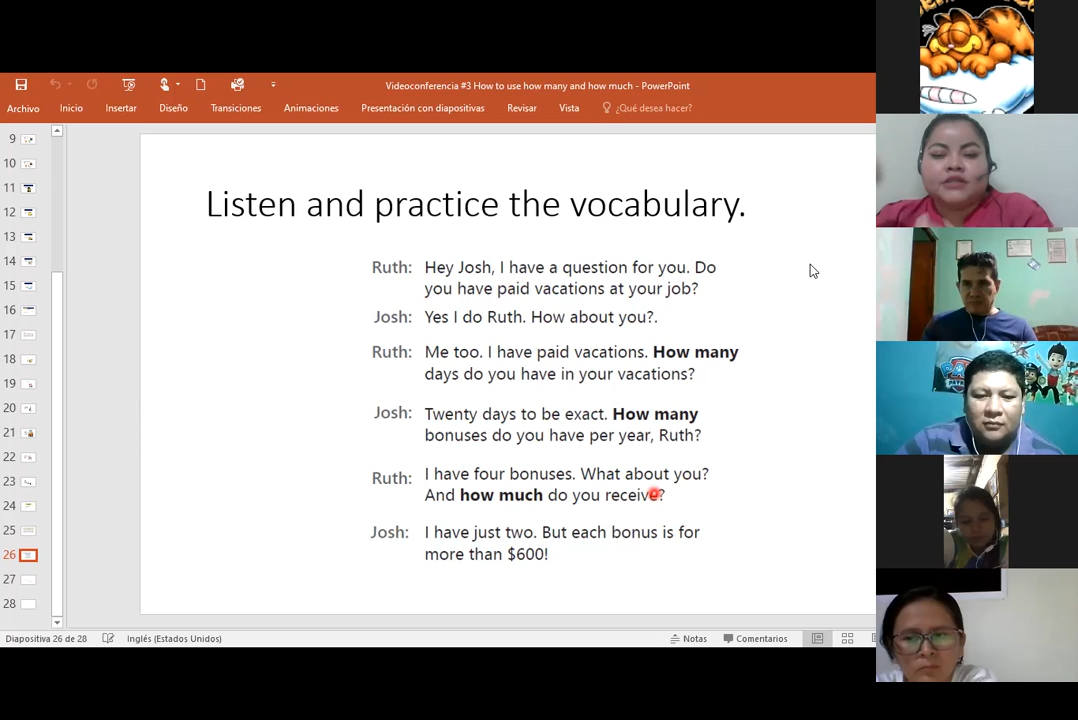 Videoconferencia #3 How to use how many and how much - PowerPoint
Archivo Inicio Insertar Diseño Transiciones Animaciones Presentación con diapositivas Revisar Vista ¿Qué desea hacer?
9
10
11
12
13
14
15
16
17
18
19
20
21
22
23
24
25
26
27
28
Listen and practice the vocabulary.
Ruth: Hey Josh, I have a question for you. Do
you have paid vacations at your job?
Josh: Yes I do Ruth. How about you?.
Ruth: Me too. I have paid vacations. How many
days do you have in your vacations?
Josh: Twenty days to be exact. How many
bonuses do you have per year, Ruth?
Ruth: I have four bonuses. What about you?
And how much do you receive?
Josh: I have just two. But each bonus is for
more than $600!
Diapositiva 26 de 28 Inglés (Estados Unidos) Notas Comentarios